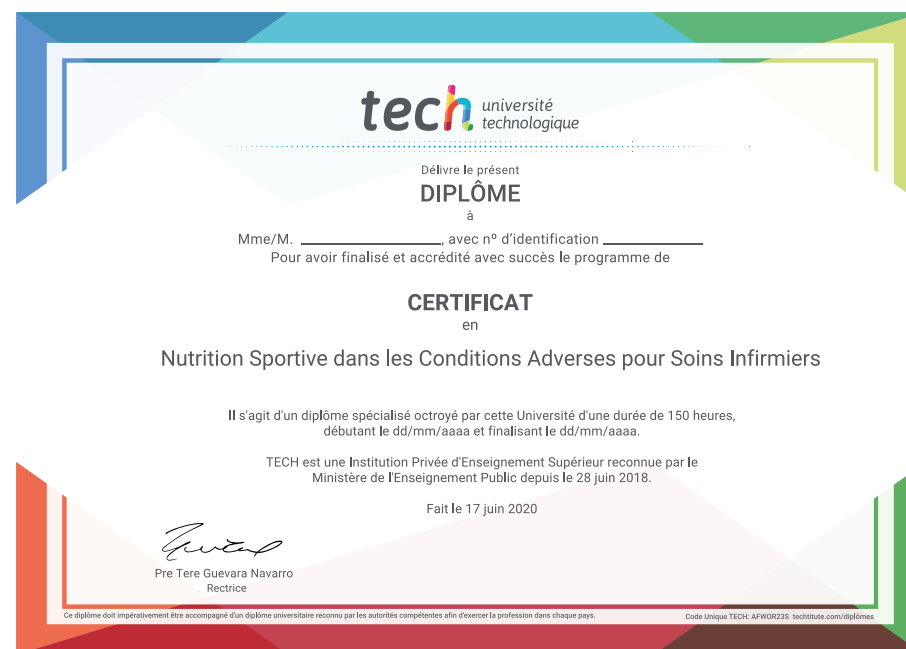 tech université
technologique
Délivre le présent
DIPLÔME
à
Mme/M. ____________________, avec nº d'identification ______________
Pour avoir finalisé et accrédité avec succès le programme de
CERTIFICAT
en
Nutrition Sportive dans les Conditions Adverses pour Soins Infirmiers
Il s'agit d'un diplôme spécialisé octroyé par cette Université d'une durée de 150 heures,
débutant le dd/mm/aaaa et finalisant le dd/mm/aaaa.
TECH est une Institution Privée d'Enseignement Supérieur reconnue par le
Ministère de l'Enseignement Public depuis le 28 juin 2018.
Fait le 17 juin 2020
Pre Tere Guevara Navarro
Rectrice
Ce diplôme doit impérativement être accompagné d'un diplôme universitaire reconnu par les autorités compétentes afin d'exercer la profession dans chaque pays.
Code Unique TECH: AFWOR23S techtitute.com/diplômes